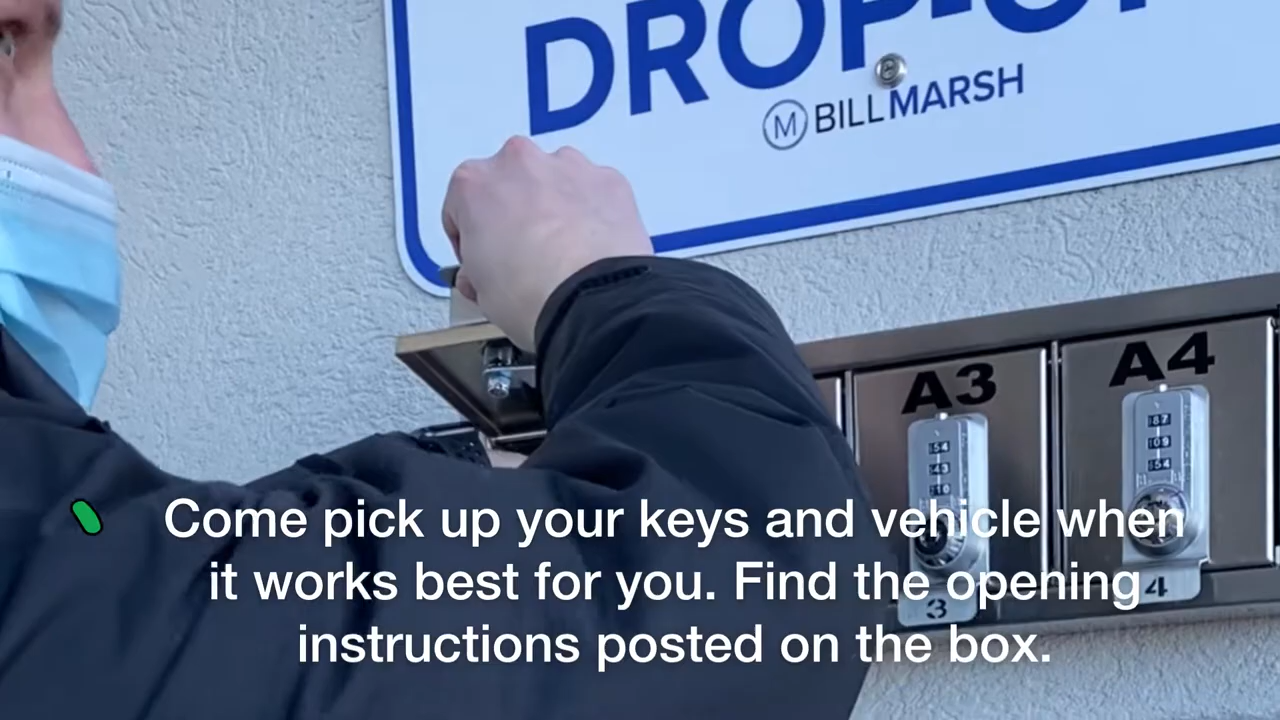 M BILLMARSH
A3
A4
3
4
Come pick up your keys and vehicle when
it works best for you. Find the opening
instructions posted on the box.